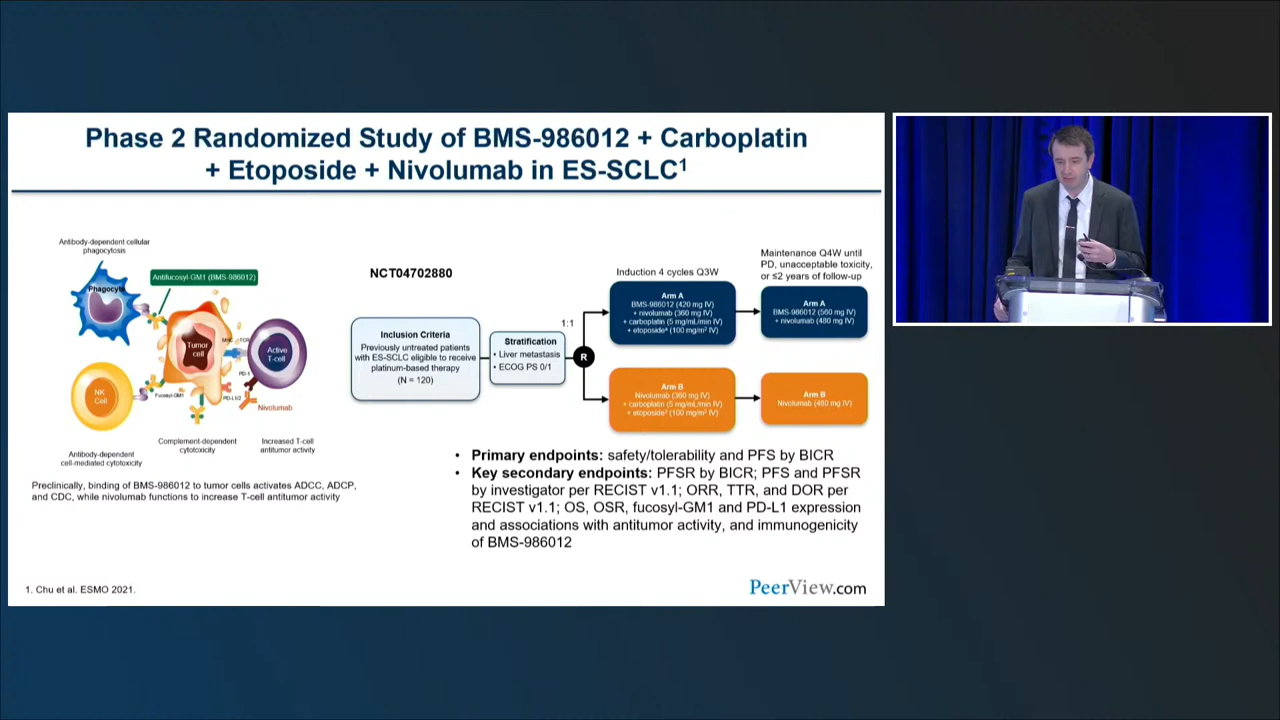 Phase 2 Randomized Study of BMS-986012 + Carboplatin
+ Etoposide + Nivolumab in ES-SCLC¹
Antibody-dependent cellular
phagocytosis
Antifucosyl-GM1 (BMS-986012)
Phagocyte
Tumor
cell
MHC
TCR
Active
T-cell
PD-1
NK
Cell
Fucosyl-GM1
PD-L1/2
Nivolumab
Complement-dependent
cytotoxicity
Increased T-cell
antitumor activity
Antibody-dependent
cell-mediated cytotoxicity
Preclinically, binding of BMS-986012 to tumor cells activates ADCC, ADCP,
and CDC, while nivolumab functions to increase T-cell antitumor activity
NCT04702880
Inclusion Criteria
Previously untreated patients
with ES-SCLC eligible to receive
platinum-based therapy
(N = 120)
Stratification
• Liver metastasis
• ECOG PS 0/1
1:1
R
Induction 4 cycles Q3W
Arm A
BMS-986012 (420 mg IV)
+ nivolumab (360 mg IV)
+ carboplatin (5 mg/mL/min IV)
+ etoposideᵃ (100 mg/m² IV)
Arm B
Nivolumab (360 mg IV)
+ carboplatin (5 mg/mL/min IV)
(100 mg/m² IV)
Maintenance Q4W until
PD, unacceptable toxicity,
or ≤2 years of follow-up
Arm A
BMS-986012 (560 mg IV)
+ nivolumab (480 mg IV)
Arm B
Nivolumab (480 mg IV)
• Primary endpoints: safety/tolerability and PFS by BICR
• Key secondary endpoints: PFSR by BICR; PFS and PFSR
by investigator per RECIST v1.1; ORR, TTR, and DOR per
RECIST v1.1; OS, OSR, fucosyl-GM1 and PD-L1 expression
and associations with antitumor activity, and immunogenicity
of BMS-986012
1. Chu et al. ESMO 2021.
PeerView.com